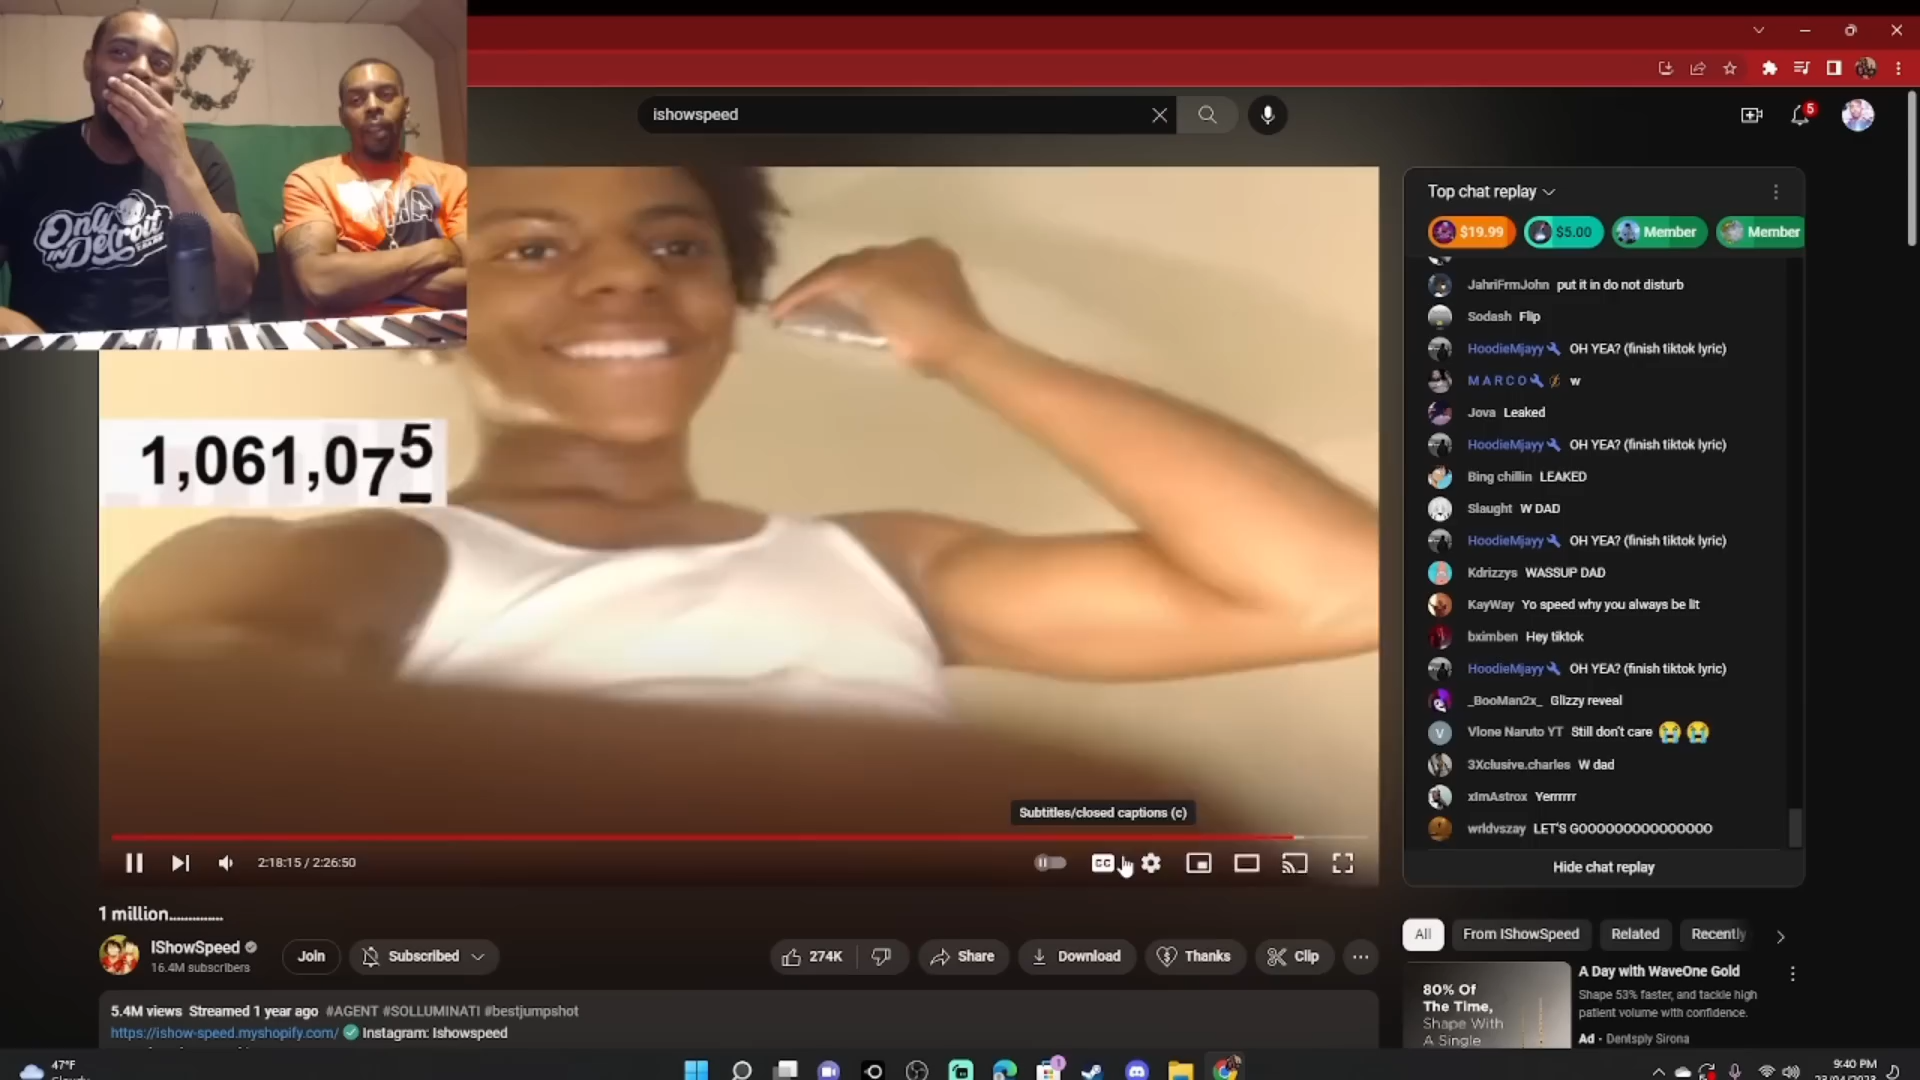 ishowspeed
5
Only
IN Detroit
1,061,075
Top chat replay
$19.99
$5.00
Member
Member
JahriFrmJohn put it in do not disturb
Sodash Flip
HoodieMjayy OH YEA? (finish tiktok lyric)
M A R C O w
Jova Leaked
HoodieMjayy OH YEA? (finish tiktok lyric)
Bing chillin LEAKED
Slaught W DAD
HoodieMjayy OH YEA? (finish tiktok lyric)
Kdrizzys WASSUP DAD
KayWay Yo speed why you always be lit
bximben Hey tiktok
HoodieMjayy OH YEA? (finish tiktok lyric)
_BooMan2x_ Glizzy reveal
V Vlone Naruto YT Still don't care 😭 😭
3Xclusive.charles W dad
xImAstrox Yerrrrr
wrldvszay LET'S GOOOOOOOOOOOOOOO
Hide chat replay
Subtitles/closed captions (c)
2:18:15 / 2:26:50
CC
1 million...............
IShowSpeed
16.4M subscribers
Join
Subscribed
274K
Share
Download
Thanks
Clip
5.4M views Streamed 1 year ago #AGENT #SOLLUMINATI #bestjumpshot
https://ishow-speed.myshopify.com/ ✅ Instagram: Ishowspeed
All
From IShowSpeed
Related
Recently
80% Of
The Time,
Shape With
A Single
A Day with WaveOne Gold
Shape 53% faster, and tackle high
patient volume with confidence.
Ad · Dentsply Sirona
47°F
Cloudy
9:40 PM